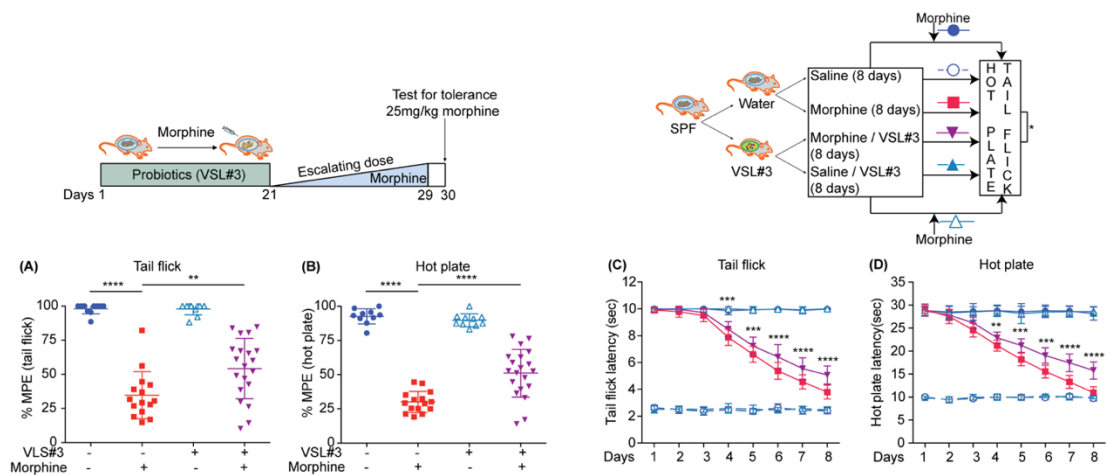 Test for tolerance
25mg/kg morphine
Morphine
Probiotics (VSL#3)
Escalating dose
Morphine
Days 1 21 29 30
Morphine
SPF
Water
VSL#3
Saline (8 days)
Morphine (8 days)
Morphine / VSL#3
(8 days)
Saline / VSL#3
(8 days)
HOT PLATE
TAIL FLICK
*
Morphine
(A) Tail flick
**** **
% MPE (tail flick)
100
75
50
25
0
VLS#3 - - + +
Morphine - + - +
(B) Hot plate
**** ****
% MPE (hot plate)
100
75
50
25
0
VSL#3 - - + +
Morphine - + - +
(C) Tail flick
Tail flick latency (sec)
12
10
8
6
4
2
0
*** *** **** **** ****
Days 1 2 3 4 5 6 7 8
(D) Hot plate
Hot plate latency(sec)
35
30
25
20
15
10
5
0
** *** *** **** ****
Days 1 2 3 4 5 6 7 8